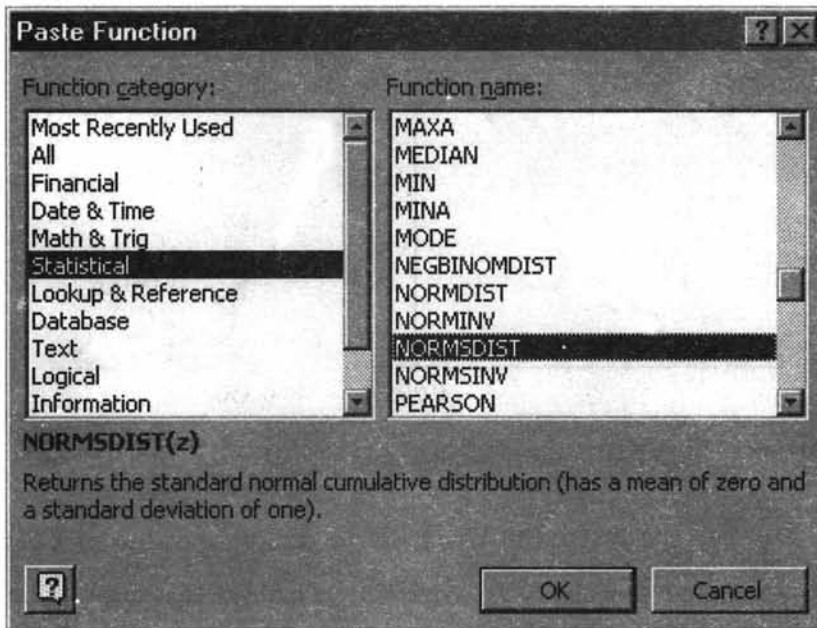 Paste Function
Function category:
Most Recently Used
All
Financial
Date & Time
Math & Trig
Statistical
Lookup & Reference
Database
Text
Logical
Information
Function name:
MAXA
MEDIAN
MIN
MINA
MODE
NEGBINOMDIST
NORMDIST
NORMINV
NORMSDIST
NORMSINV
PEARSON
NORMSDIST(z)
Returns the standard normal cumulative distribution (has a mean of zero and
a standard deviation of one).
OK
Cancel